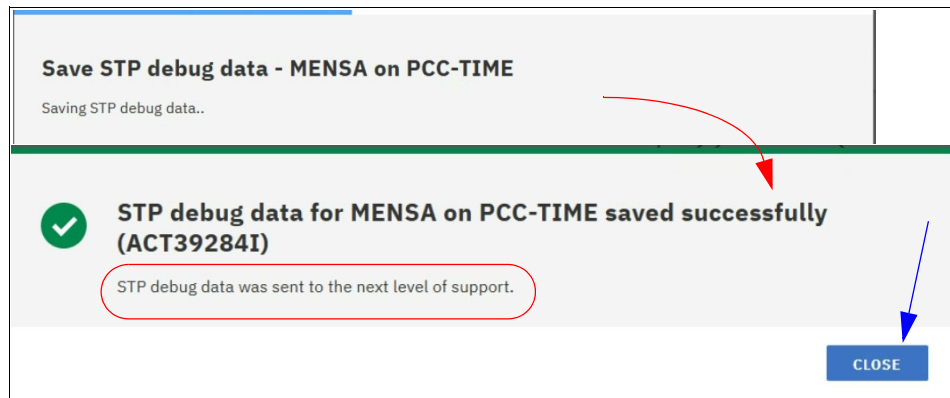 Save STP debug data - MENSA on PCC-TIME
Saving STP debug data..
STP debug data for MENSA on PCC-TIME saved successfully
(ACT39284I)
STP debug data was sent to the next level of support.
CLOSE